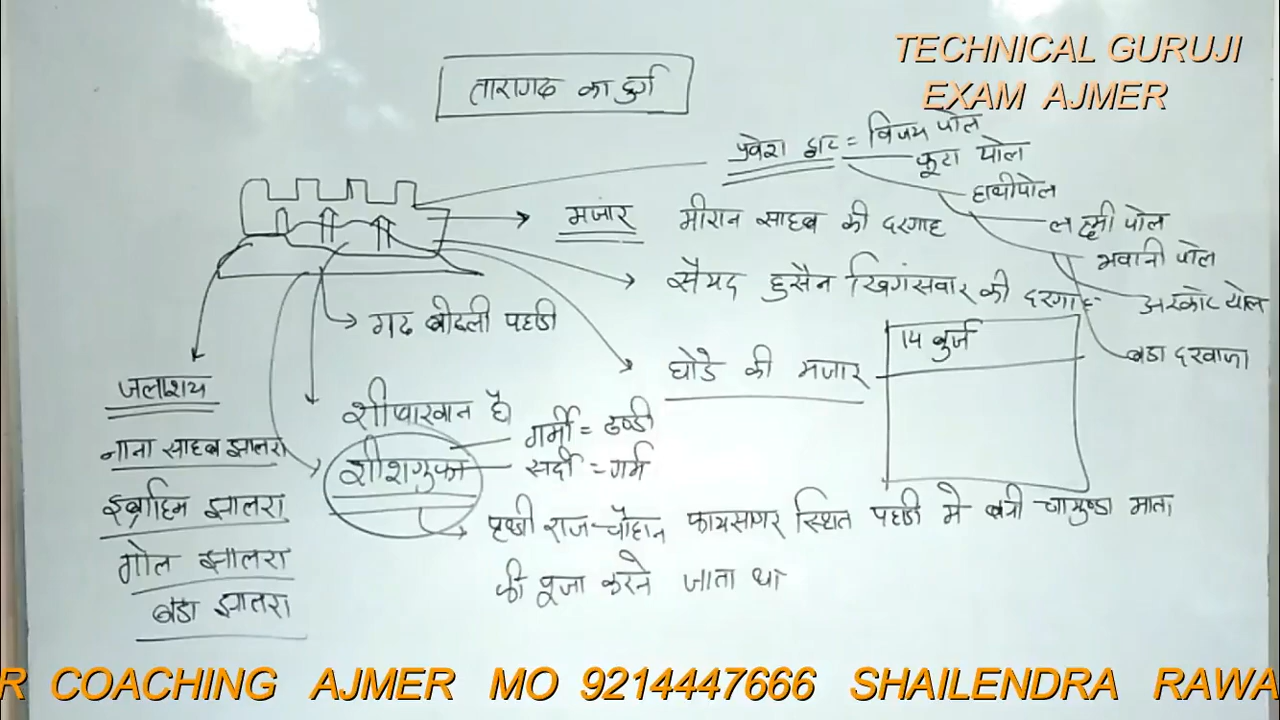 TECHNICAL GURUJI
EXAM AJMER
तारागढ का दुर्ग
प्रवेश द्वार = विजय पोल
फूटा पोल
हाथीपोल
लक्ष्मी पोल
भवानी पोल
अरकोट पोल
बडा दरवाजा
मजार मीरान साहब की दरगाह
सैयद हुसैन खिगंसवार की दरगाह
गढ बीठली पहाडी
घोडे की मजार
14 बुर्ज
जलाशय
नाना साहब झालरा
इब्राहिम झालरा
गोल झालरा
बडा झालरा
शीशाखान है
शीशगुफा
गर्मी = ठण्डी
सर्दी = गर्म
पृथ्वी राज चौहान फायसागर स्थित पहाडी मे बनी चामुण्डा माता
की पूजा करने जाता था
R COACHING AJMER MO 9214447666 SHAILENDRA RAWA